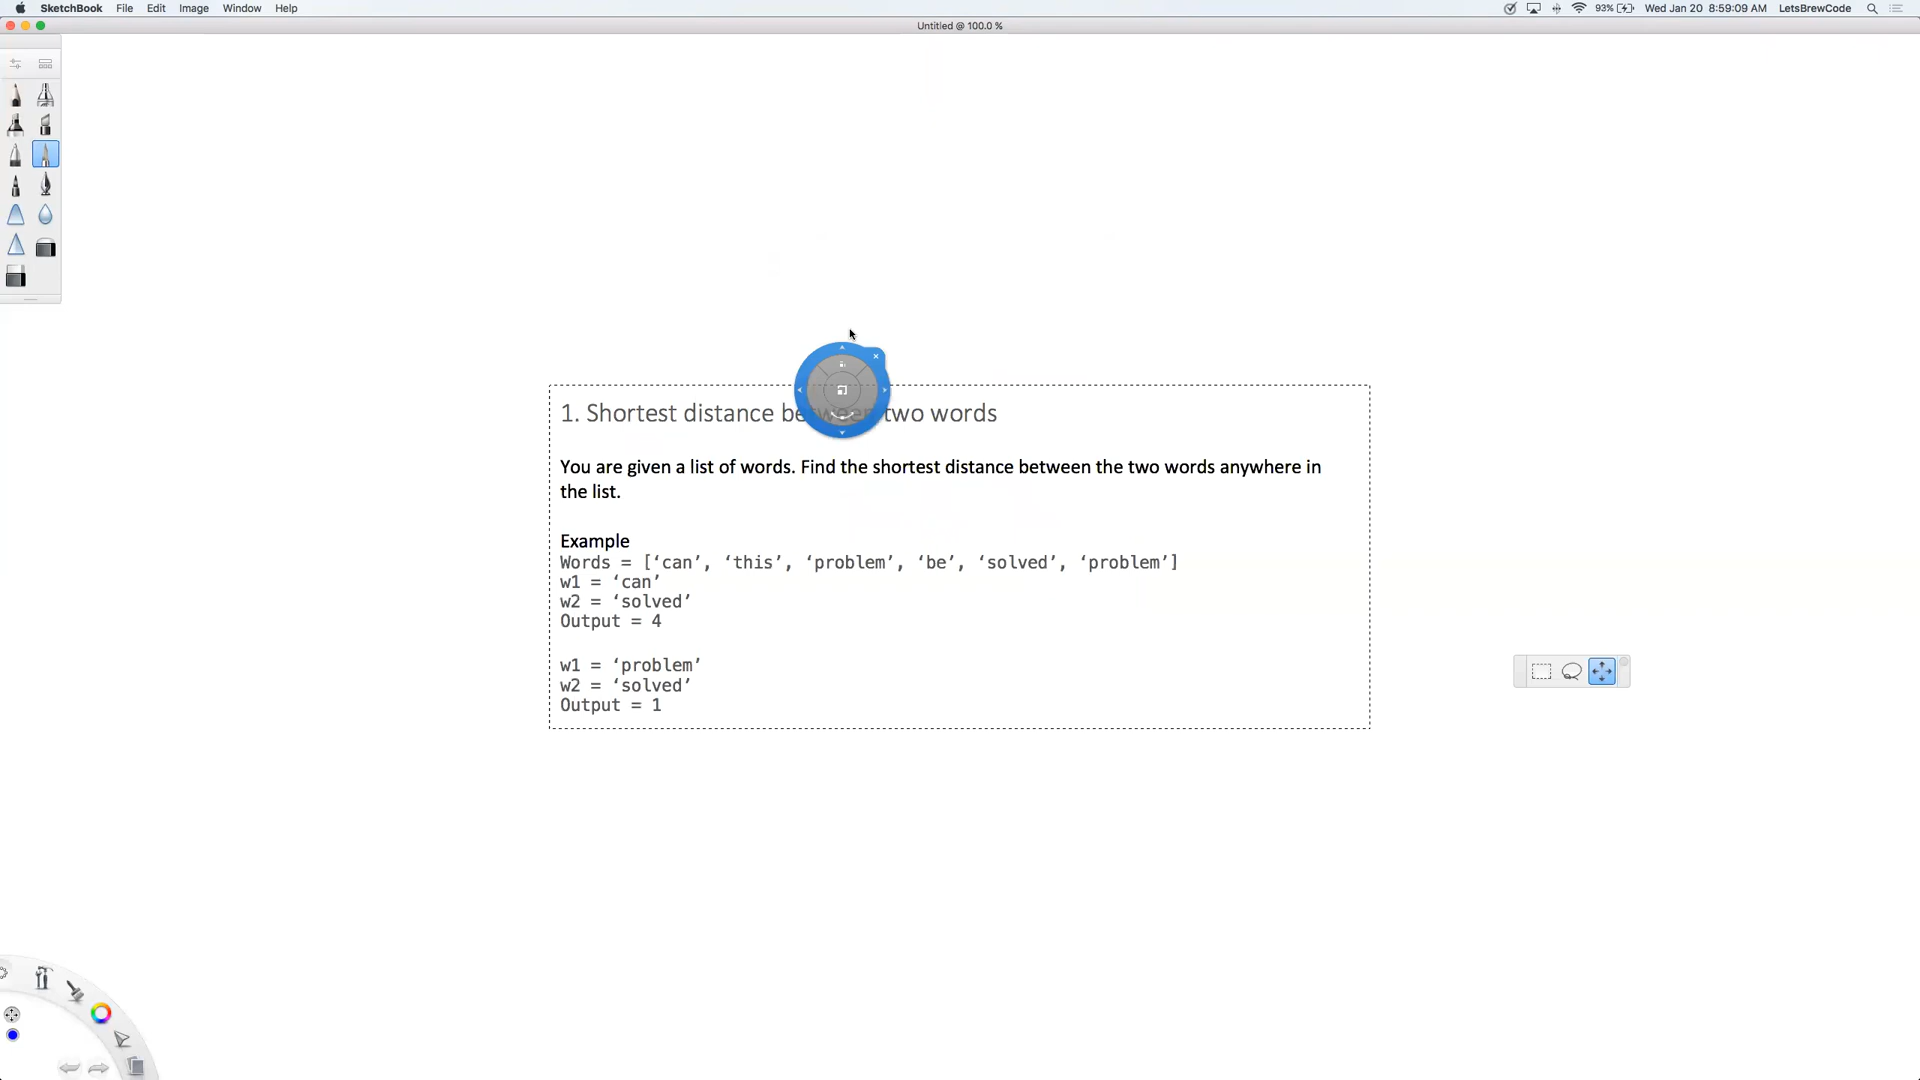 SketchBook File Edit Image Window Help 93% Wed Jan 20 8:59:09 AM LetsBrewCode
Untitled @ 100.0 %
1. Shortest distance between two words
You are given a list of words. Find the shortest distance between the two words anywhere in
the list.
Example
Words = [‘can’, ‘this’, ‘problem’, ‘be’, ‘solved’, ‘problem’]
w1 = ‘can’
w2 = ‘solved’
Output = 4
w1 = ‘problem’
w2 = ‘solved’
Output = 1